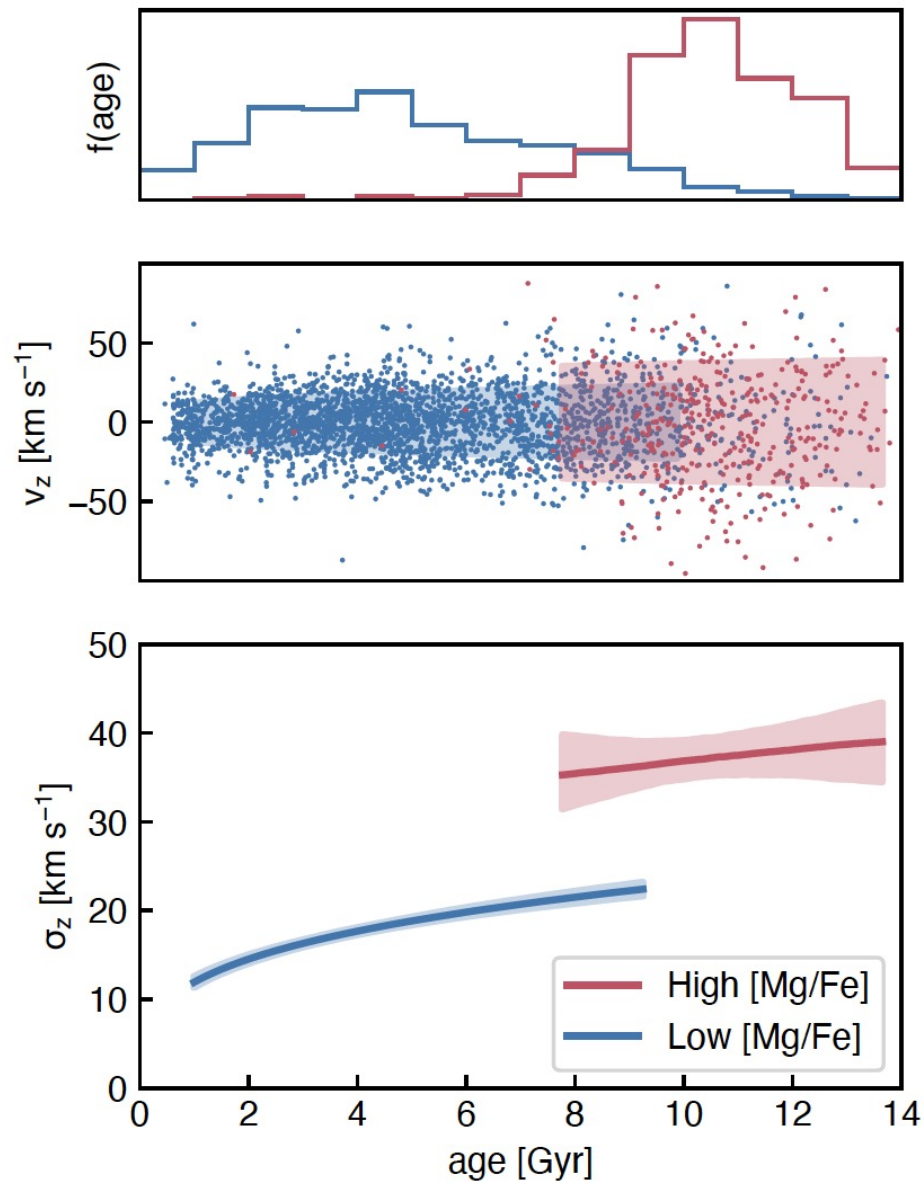 f(age)
v_z [km s⁻¹]
50
0
−50
σ_z [km s⁻¹]
50
40
30
20
10
0
High [Mg/Fe]
Low [Mg/Fe]
0 2 4 6 8 10 12 14
age [Gyr]